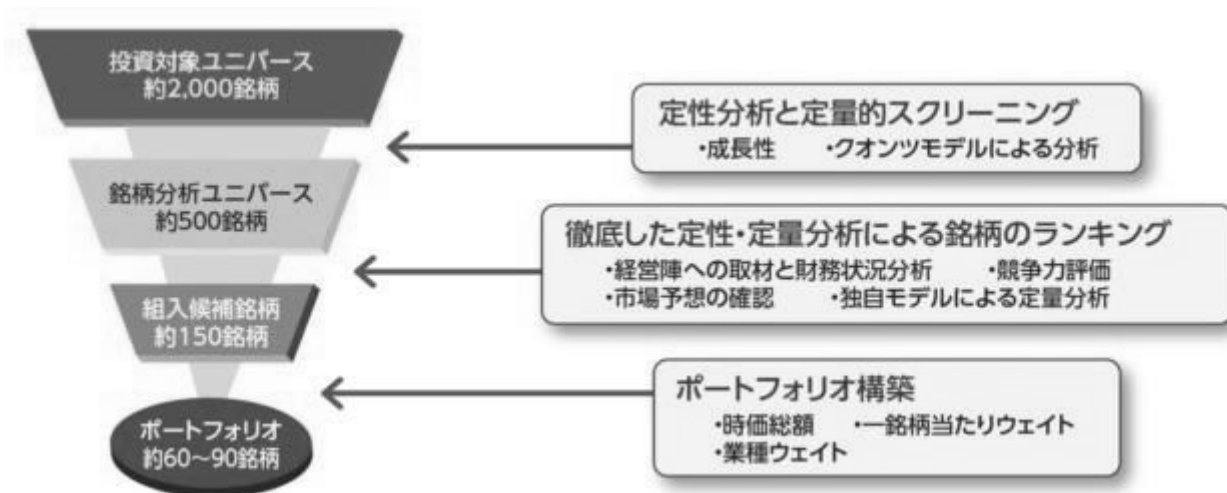 投資対象ユニバース
約2,000銘柄
定性分析と定量的スクリーニング
・成長性 ・クオンツモデルによる分析
銘柄分析ユニバース
約500銘柄
徹底した定性・定量分析による銘柄のランキング
・経営陣への取材と財務状況分析 ・競争力評価
・市場予想の確認 ・独自モデルによる定量分析
組入候補銘柄
約150銘柄
ポートフォリオ構築
・時価総額 ・一銘柄当たりウェイト
・業種ウェイト
ポートフォリオ
約60〜90銘柄